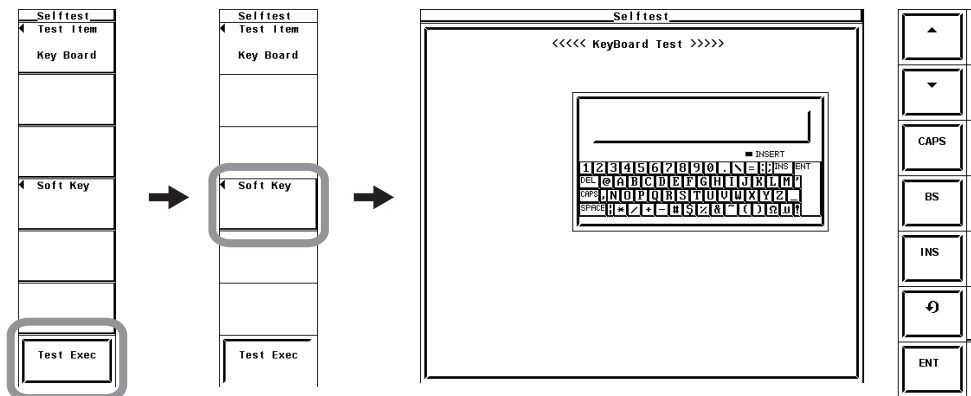 Selftest
Test Item
Key Board
Soft Key
Test Exec
Selftest
Test Item
Key Board
Soft Key
Test Exec
Selftest
<<<<< KeyBoard Test >>>>>
INSERT
1 2 3 4 5 6 7 8 9 0 . \ = : ; INS ENT
DEL @ A B C D E F G H I J K L M '
CAPS , N O P Q R S T U V W X Y Z _
SPACE * / + - # $ % & ~ ( ) Ω µ !
CAPS
BS
INS
ENT